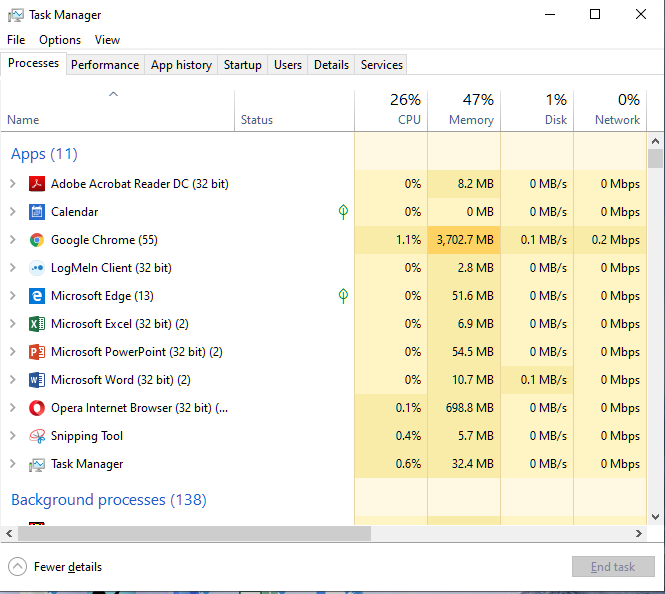 Task Manager
File Options View
Processes Performance App history Startup Users Details Services
26% 47% 1% 0%
Name Status CPU Memory Disk Network
Apps (11)
Adobe Acrobat Reader DC (32 bit) 0% 8.2 MB 0 MB/s 0 Mbps
Calendar 0% 0 MB 0 MB/s 0 Mbps
Google Chrome (55) 1.1% 3,702.7 MB 0.1 MB/s 0.2 Mbps
LogMeIn Client (32 bit) 0% 2.8 MB 0 MB/s 0 Mbps
Microsoft Edge (13) 0% 51.6 MB 0 MB/s 0 Mbps
Microsoft Excel (32 bit) (2) 0% 6.9 MB 0 MB/s 0 Mbps
Microsoft PowerPoint (32 bit) (2) 0% 54.5 MB 0 MB/s 0 Mbps
Microsoft Word (32 bit) (2) 0% 10.7 MB 0.1 MB/s 0 Mbps
Opera Internet Browser (32 bit) (... 0.1% 698.8 MB 0 MB/s 0 Mbps
Snipping Tool 0.4% 5.7 MB 0 MB/s 0 Mbps
Task Manager 0.6% 32.4 MB 0 MB/s 0 Mbps
Background processes (138)
Fewer details End task